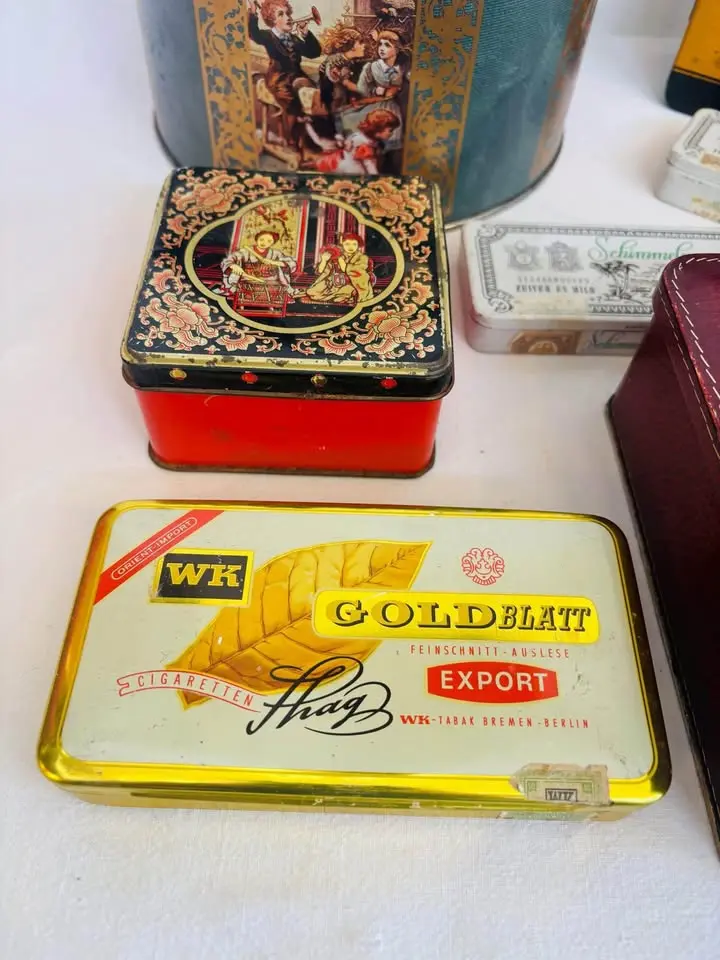 Schimmel
ORIENT-IMPORT
WK
GOLDBLATT
FEINSCHNITT-AUSLESE
CIGARETTEN
Shag
EXPORT
WK-TABAK BREMEN-BERLIN